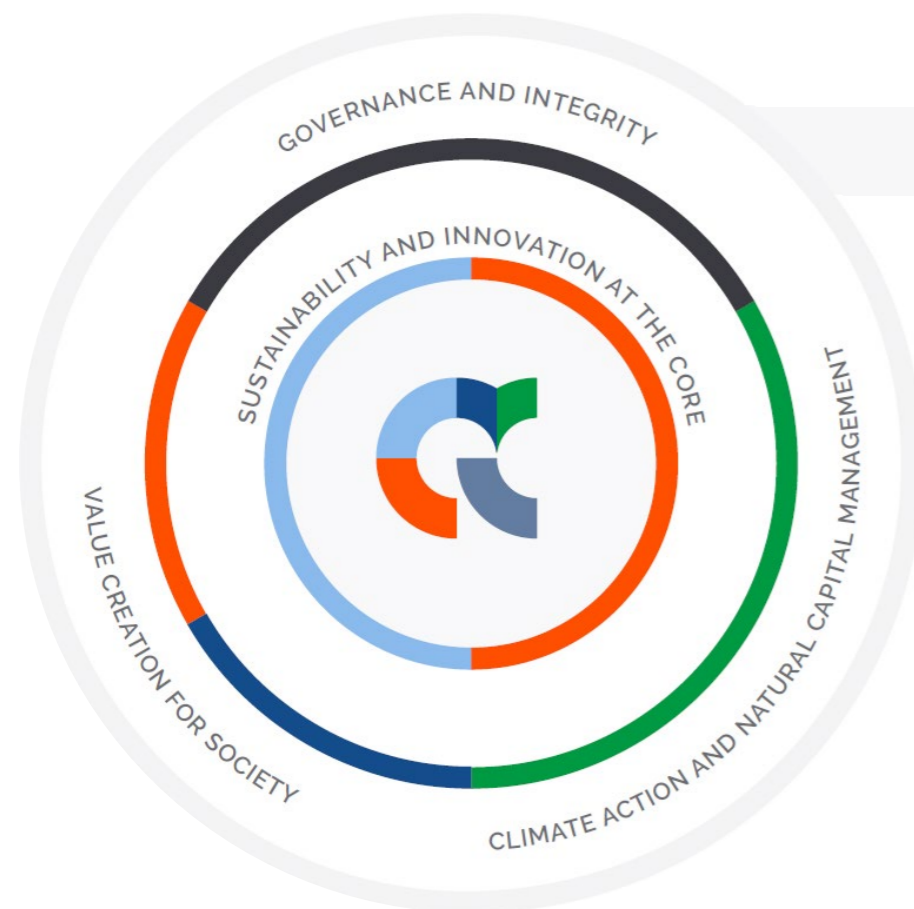 GOVERNANCE AND INTEGRITY
SUSTAINABILITY AND INNOVATION AT THE CORE
VALUE CREATION FOR SOCIETY
CLIMATE ACTION AND NATURAL CAPITAL MANAGEMENT